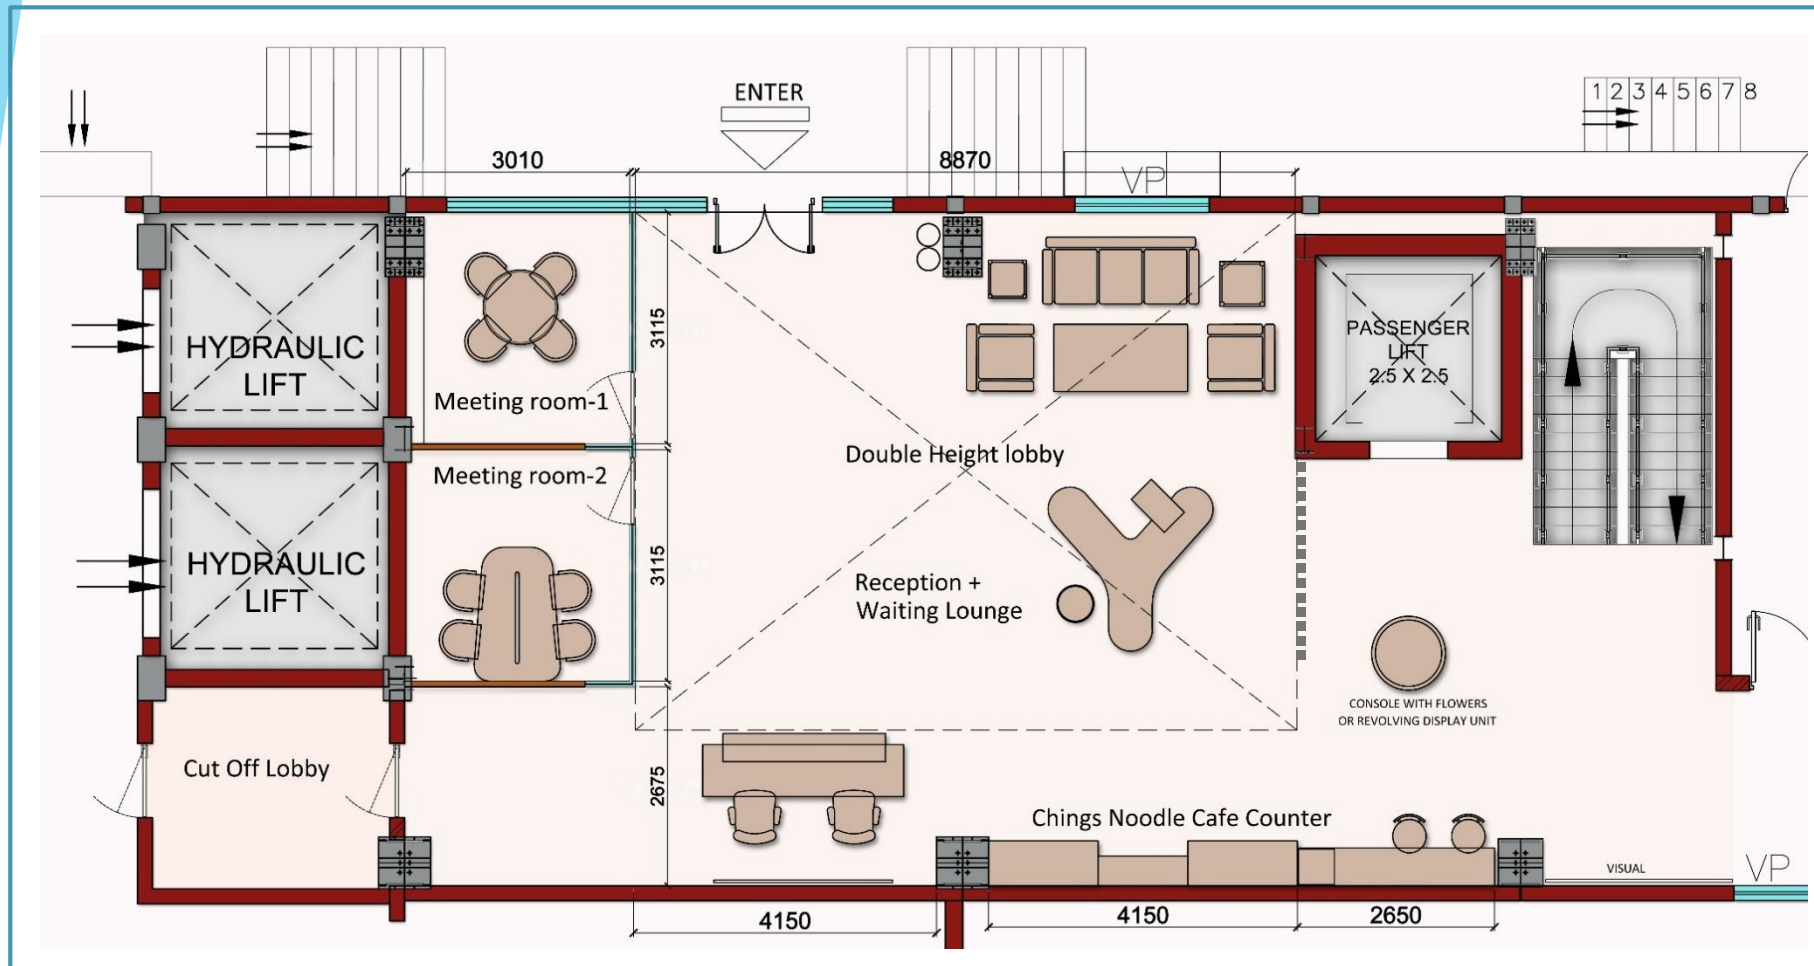 ENTER
1 2 3 4 5 6 7 8
3010
8870
VP
HYDRAULIC
LIFT
3115
PASSENGER
LIFT
2.5 X 2.5
Meeting room-1
Double Height lobby
Meeting room-2
HYDRAULIC
LIFT
3115
Reception +
Waiting Lounge
CONSOLE WITH FLOWERS
OR REVOLVING DISPLAY UNIT
Cut Off Lobby
2675
Chings Noodle Cafe Counter
VISUAL
VP
4150
4150
2650